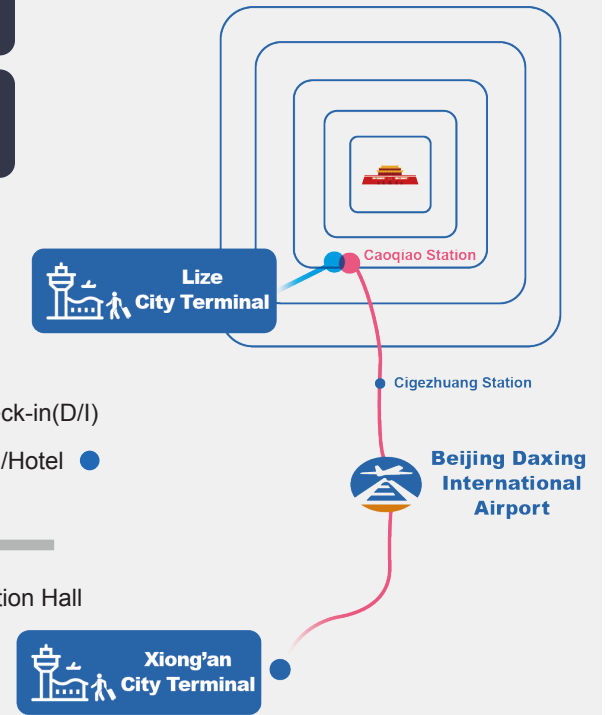 Caoqiao Station
Lize
City Terminal
Cigezhuang Station
ck-in(D/I)
/Hotel
Beijing Daxing
International
Airport
tion Hall
Xiong’an
City Terminal